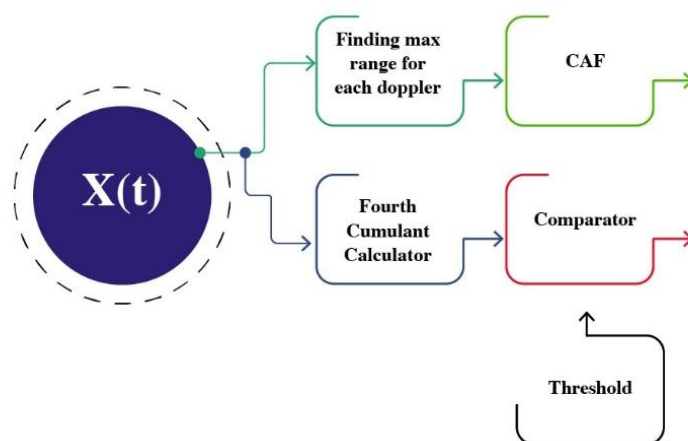 X(t)
Finding max
range for
each doppler
CAF
Fourth
Cumulant
Calculator
Comparator
Threshold